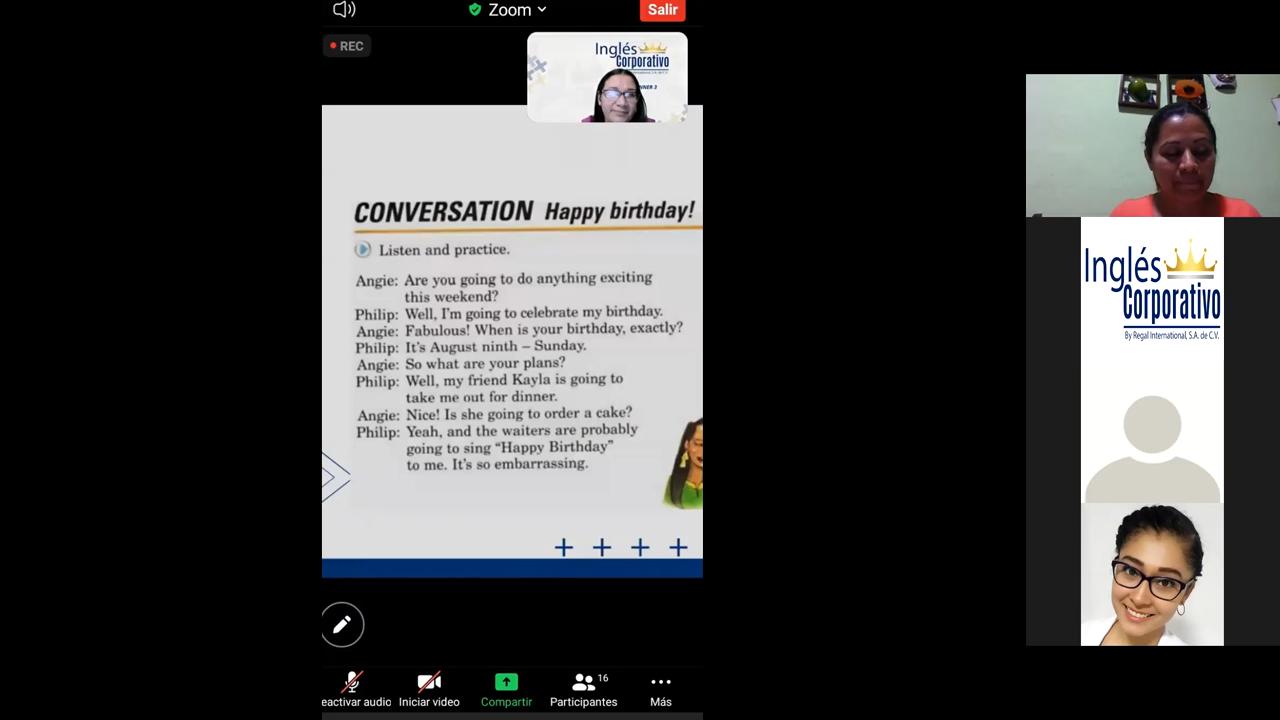 Zoom
Salir
REC
Inglés
Corporativo
CONVERSATION Happy birthday!
Listen and practice.
Angie: Are you going to do anything exciting
this weekend?
Philip: Well, I'm going to celebrate my birthday.
Angie: Fabulous! When is your birthday, exactly?
Philip: It's August ninth – Sunday.
Angie: So what are your plans?
Philip: Well, my friend Kayla is going to
take me out for dinner.
Angie: Nice! Is she going to order a cake?
Philip: Yeah, and the waiters are probably
going to sing “Happy Birthday”
to me. It's so embarrassing.
eactivar audio
Iniciar video
Compartir
Participantes 16
Más
Inglés
Corporativo
By Regal International, S.A. de C.V.